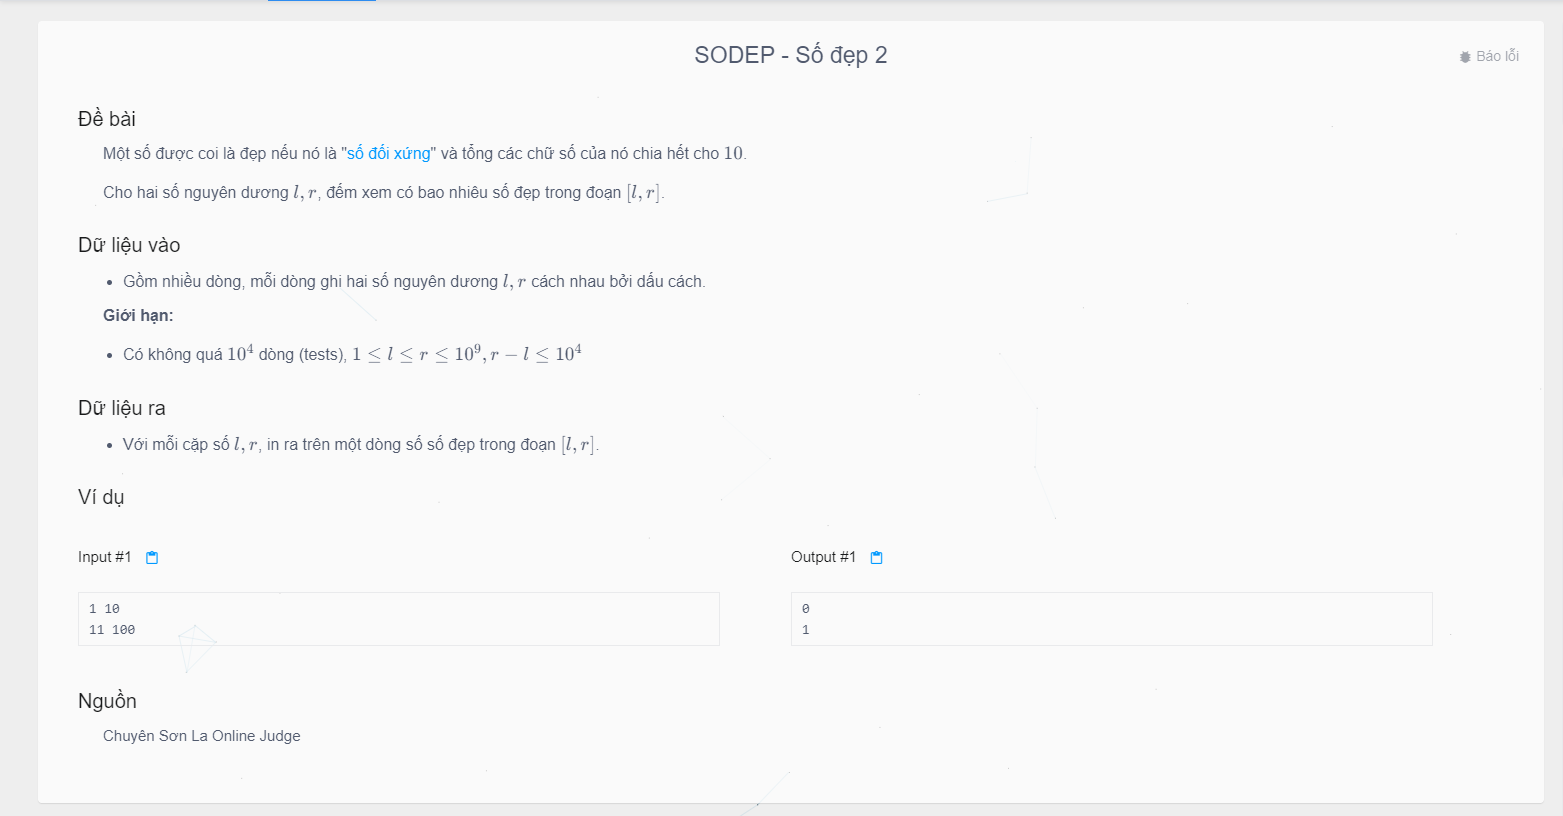 SODEP - Số đẹp 2
Báo lỗi
Đề bài
Một số được coi là đẹp nếu nó là "số đối xứng" và tổng các chữ số của nó chia hết cho 10.
Cho hai số nguyên dương l, r, đếm xem có bao nhiêu số đẹp trong đoạn [l, r].
Dữ liệu vào
• Gồm nhiều dòng, mỗi dòng ghi hai số nguyên dương l, r cách nhau bởi dấu cách.
Giới hạn:
• Có không quá 10^4 dòng (tests), 1 ≤ l ≤ r ≤ 10^9, r − l ≤ 10^4
Dữ liệu ra
• Với mỗi cặp số l, r, in ra trên một dòng số số đẹp trong đoạn [l, r].
Ví dụ
Input #1
1 10
11 100
Output #1
0
1
Nguồn
Chuyên Sơn La Online Judge